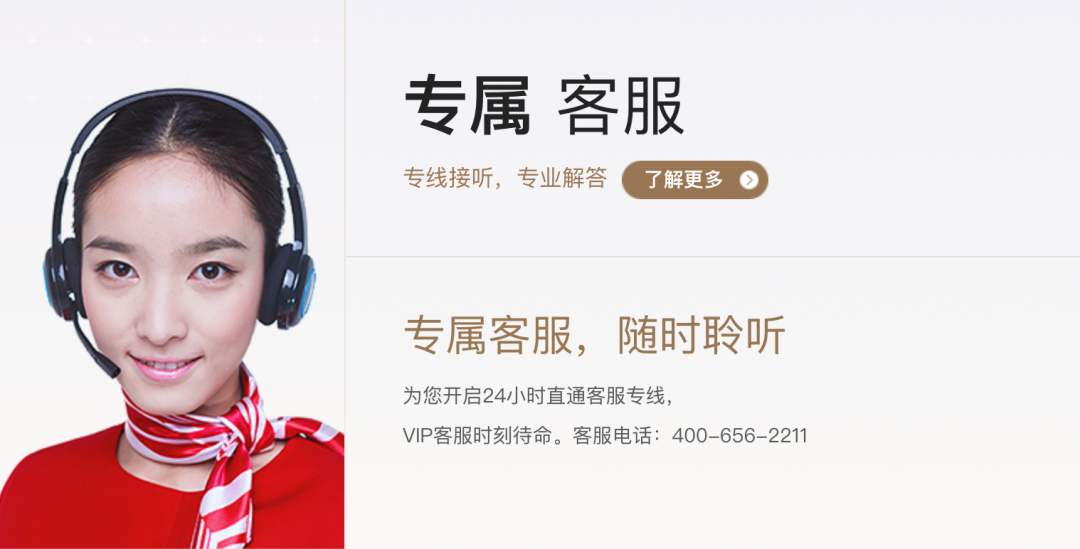 专属 客服
专线接听，专业解答 了解更多
专属客服，随时聆听
为您开启24小时直通客服专线，
VIP客服时刻待命。客服电话：400-656-2211